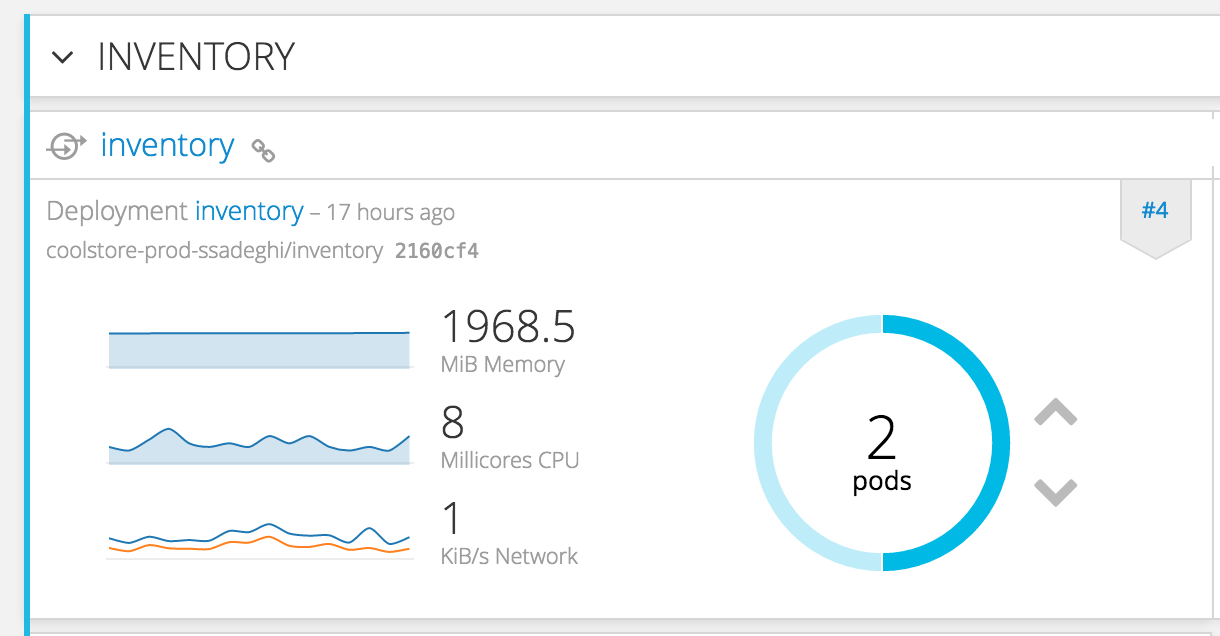 INVENTORY
inventory
Deployment inventory – 17 hours ago
#4
coolstore-prod-ssadeghi/inventory 2160cf4
1968.5
MiB Memory
8
Millicores CPU
1
KiB/s Network
2
pods